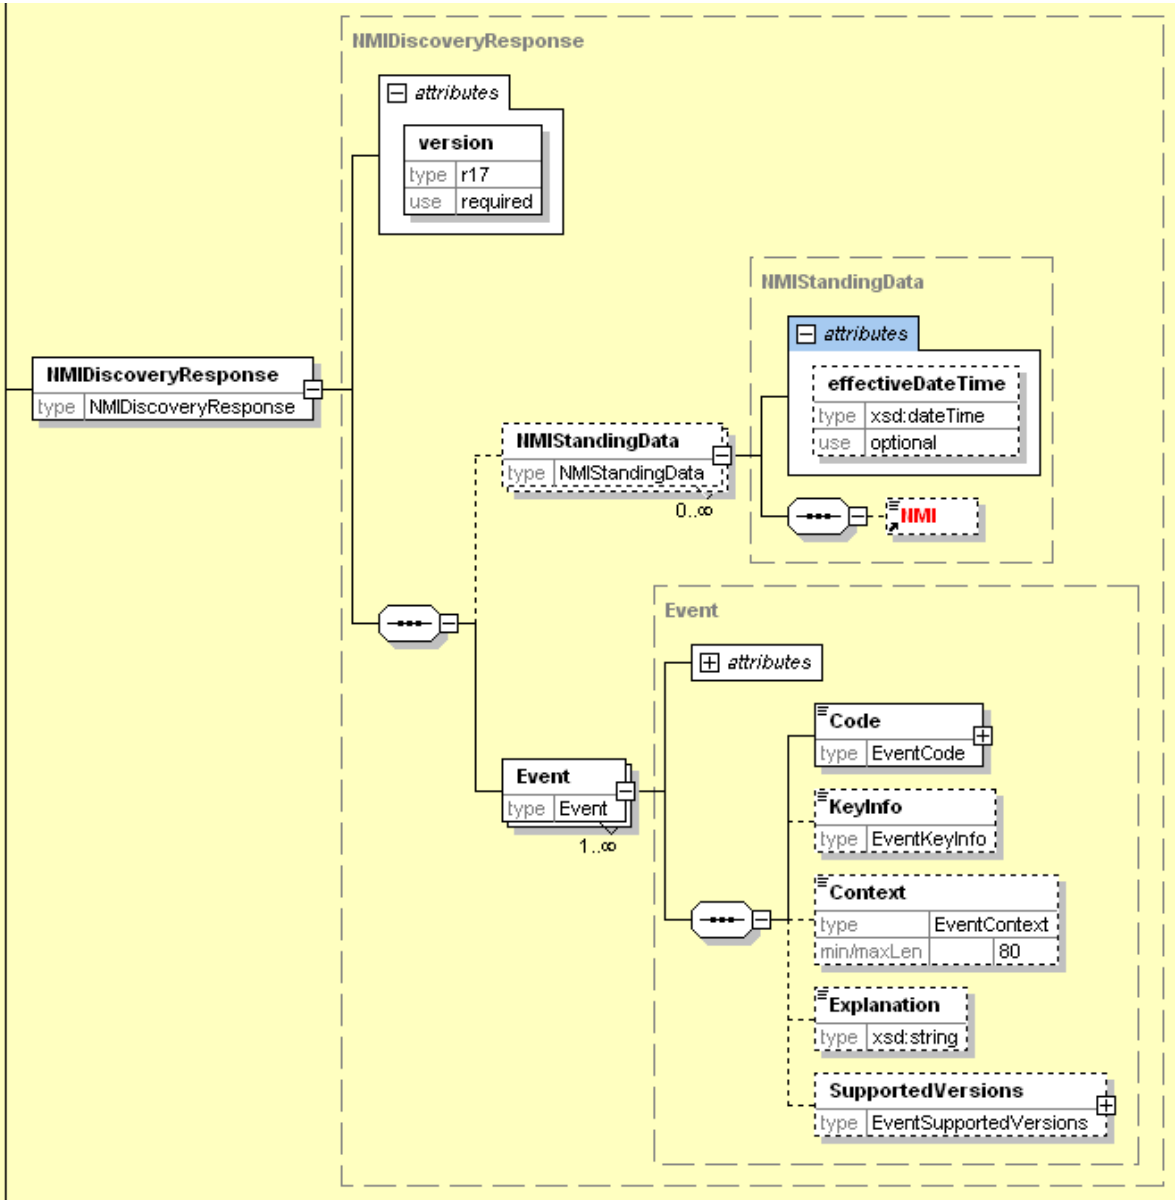 NMIDiscoveryResponse
attributes
version
type r17
use required
NMIStandingData
attributes
effectiveDateTime
type xsd:dateTime
use optional
NMIDiscoveryResponse
type NMIDiscoveryResponse
NMIStandingData
type NMIStandingData
0..∞
NMI
Event
attributes
Code
type EventCode
Event
type Event
1..∞
KeyInfo
type EventKeyInfo
Context
type EventContext
min/maxLen 80
Explanation
type xsd:string
SupportedVersions
type EventSupportedVersions